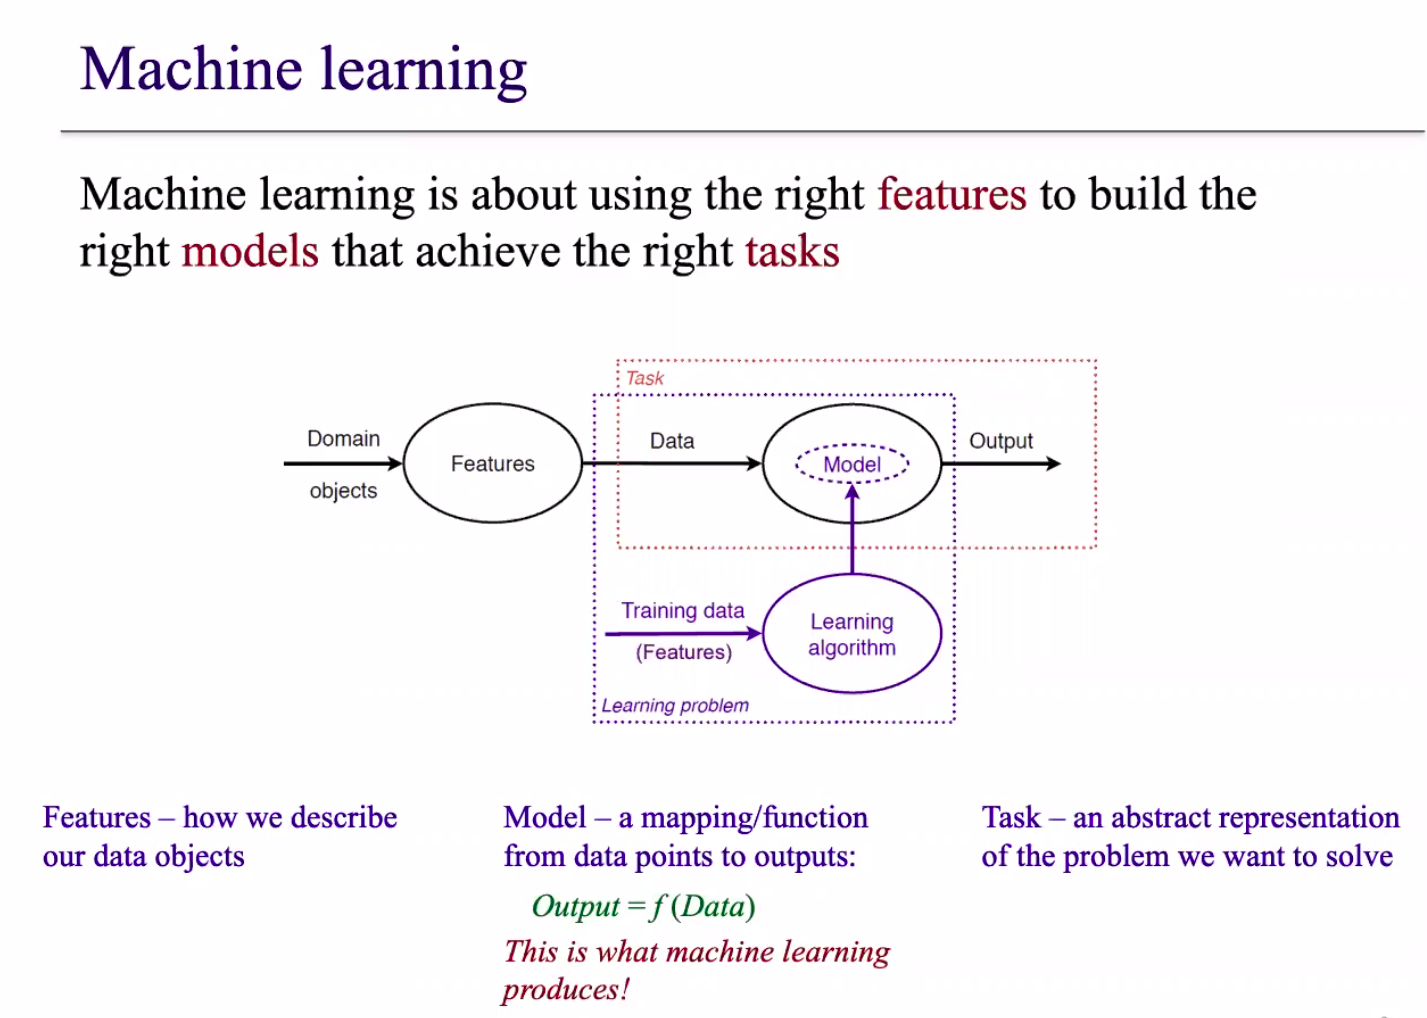 Machine learning
Machine learning is about using the right features to build the
right models that achieve the right tasks
Task
Domain
objects
Features
Data
Model
Output
Training data
(Features)
Learning
algorithm
Learning problem
Features – how we describe
our data objects
Model – a mapping/function
from data points to outputs:
Output = f (Data)
This is what machine learning
produces!
Task – an abstract representation
of the problem we want to solve